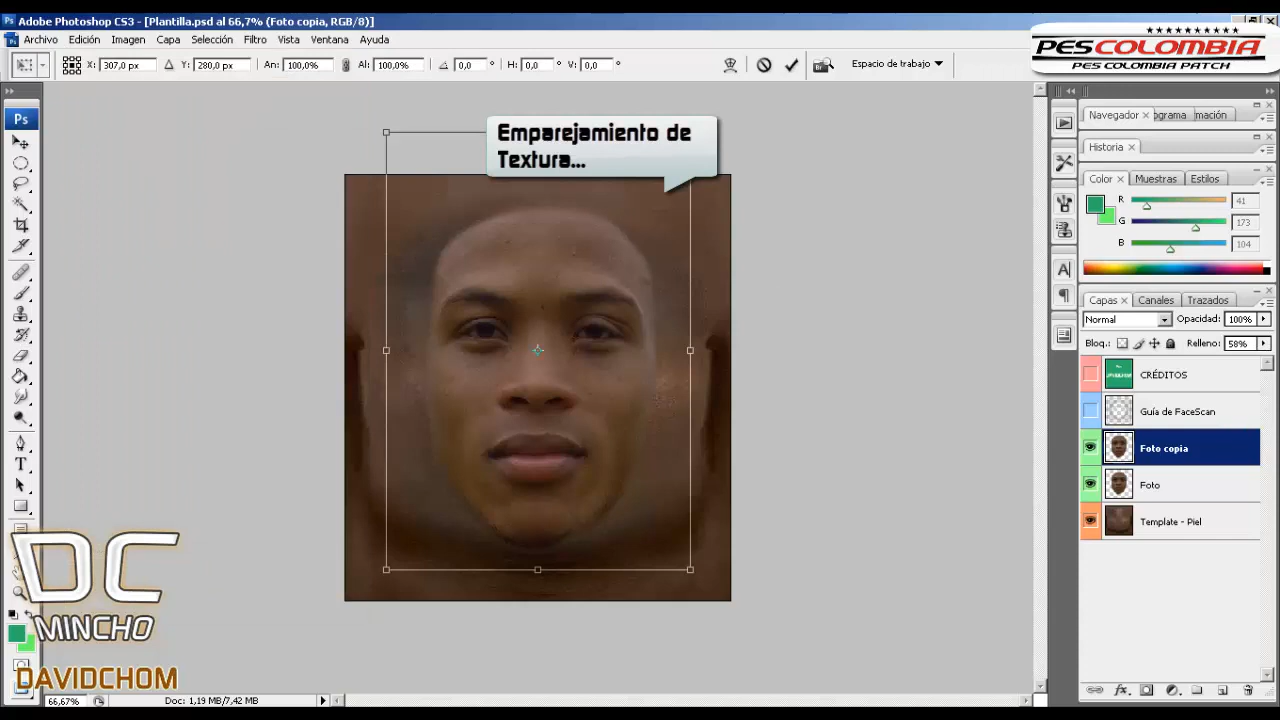 Adobe Photoshop CS3 - [Plantilla.psd al 66,7% (Foto copia, RGB/8)]
Archivo Edición Imagen Capa Selección Filtro Vista Ventana Ayuda
X: 307,0 px Y: 280,0 px An: 100,0% Al: 100,0% 0,0 ° H: 0,0 ° V: 0,0 °
Espacio de trabajo
PESCOLOMBIA
PES COLOMBIA PATCH
Ps
Emparejamiento de
Textura...
Navegador × ograma mación
Historia ×
Color × Muestras Estilos
R 41
G 173
B 104
Capas × Canales Trazados
Normal Opacidad: 100%
Bloq.: Relleno: 58%
CRÉDITOS
Guía de FaceScan
Foto copia
Foto
Template - Piel
DC
MINCHO
DAVIDCHOM
66,67% Doc: 1,19 MB/7,42 MB